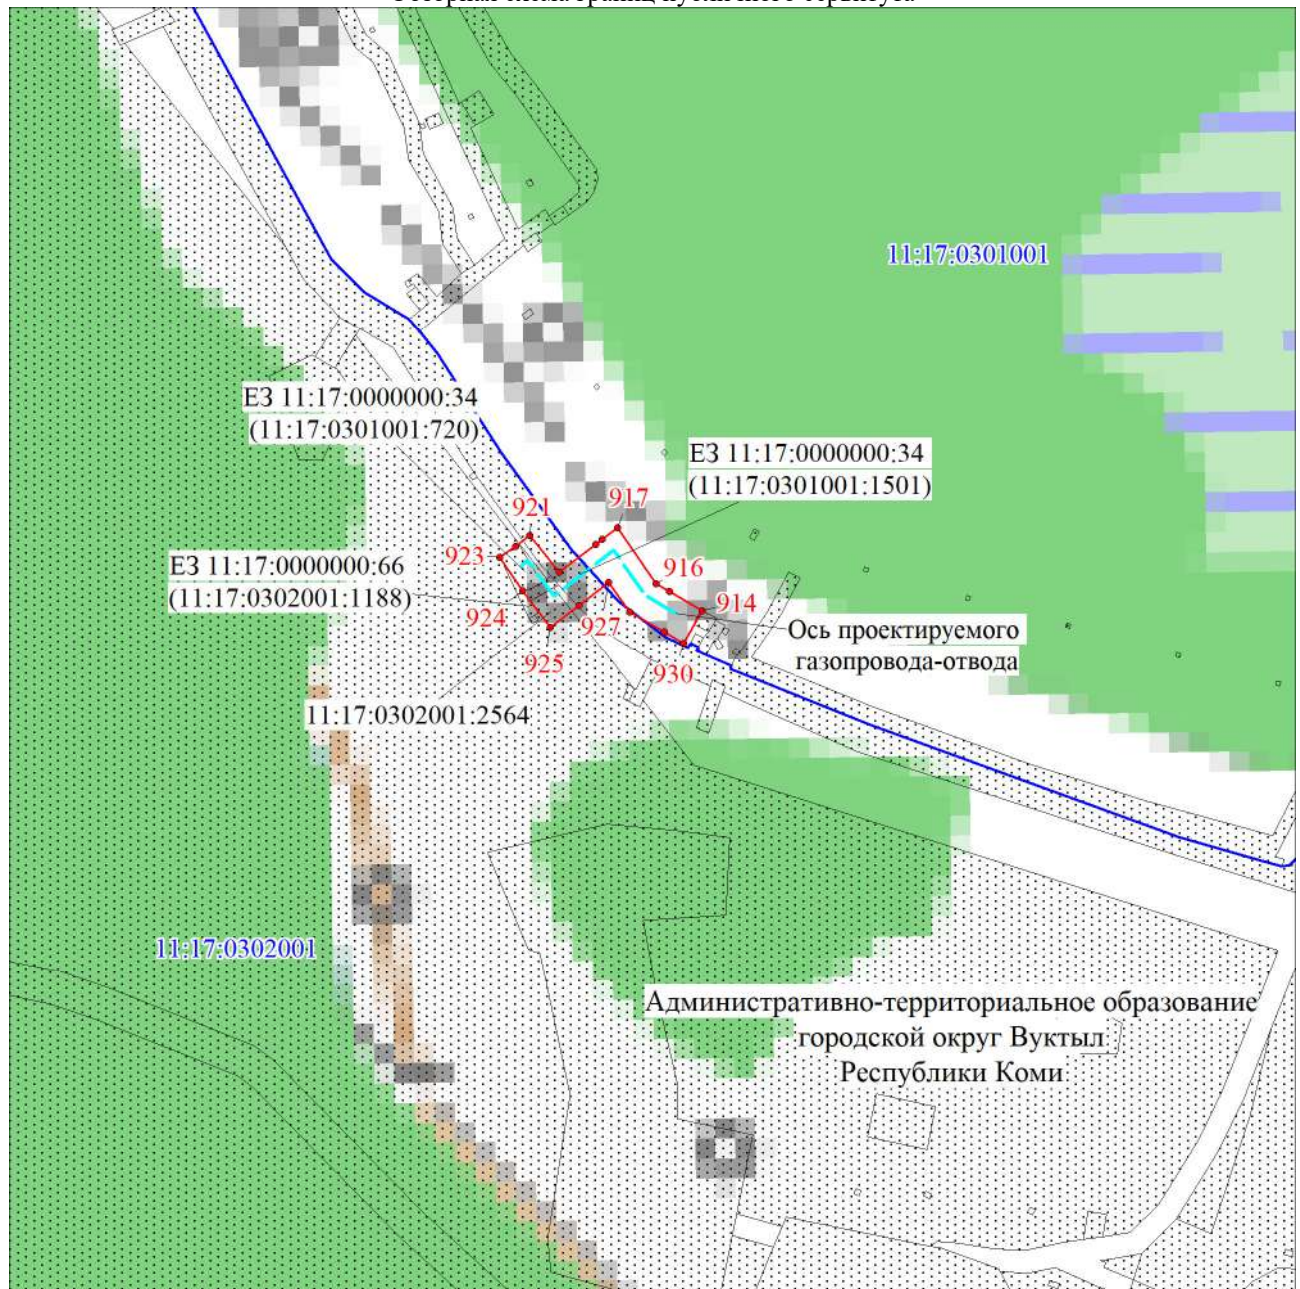 11:17:0301001
ЕЗ 11:17:0000000:34
(11:17:0301001:720)
ЕЗ 11:17:0000000:34
(11:17:0301001:1501)
917
921
923
ЕЗ 11:17:0000000:66
(11:17:0302001:1188)
916
914
924
927
925
930
Ось проектируемого
газопровода-отвода
11:17:0302001:2564
11:17:0302001
Административно-территориальное образование
городской округ Вуктыл
Республики Коми